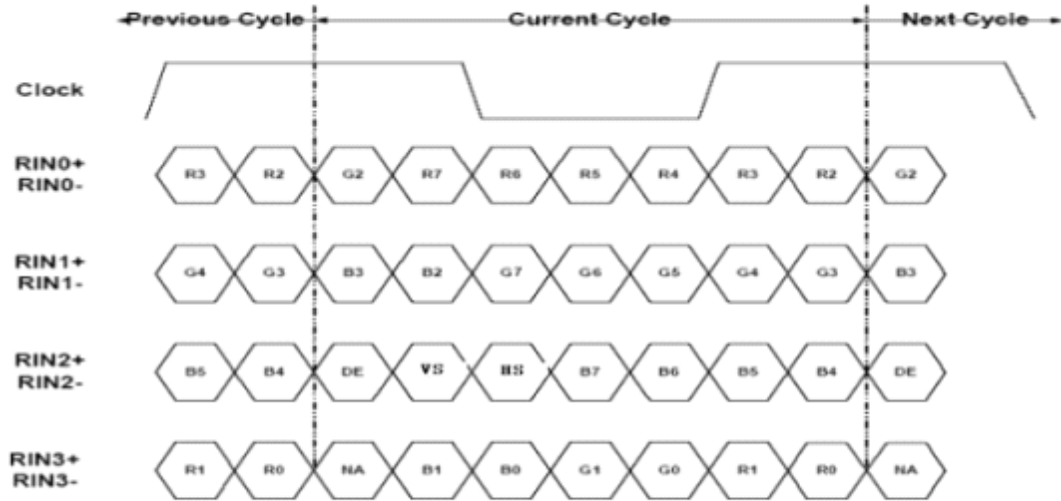 Previous Cycle Current Cycle Next Cycle
Clock
RIN0+
RIN0-
R3 R2 G2 R7 R6 R5 R4 R3 R2 G2
RIN1+
RIN1-
G4 G3 B3 B2 G7 G6 G5 G4 G3 B3
RIN2+
RIN2-
B5 B4 DE VS HS B7 B6 B5 B4 DE
RIN3+
RIN3-
R1 R0 NA B1 B0 G1 G0 R1 R0 NA